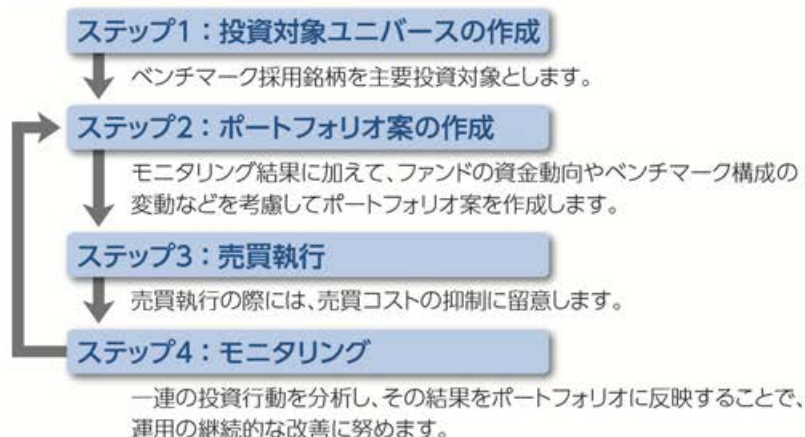 ステップ1：投資対象ユニバースの作成
ベンチマーク採用銘柄を主要投資対象とします。
ステップ2：ポートフォリオ案の作成
モニタリング結果に加えて、ファンドの資金動向やベンチマーク構成の
変動などを考慮してポートフォリオ案を作成します。
ステップ3：売買執行
売買執行の際には、売買コストの抑制に留意します。
ステップ4：モニタリング
一連の投資行動を分析し、その結果をポートフォリオに反映することで、
運用の継続的な改善に努めます。